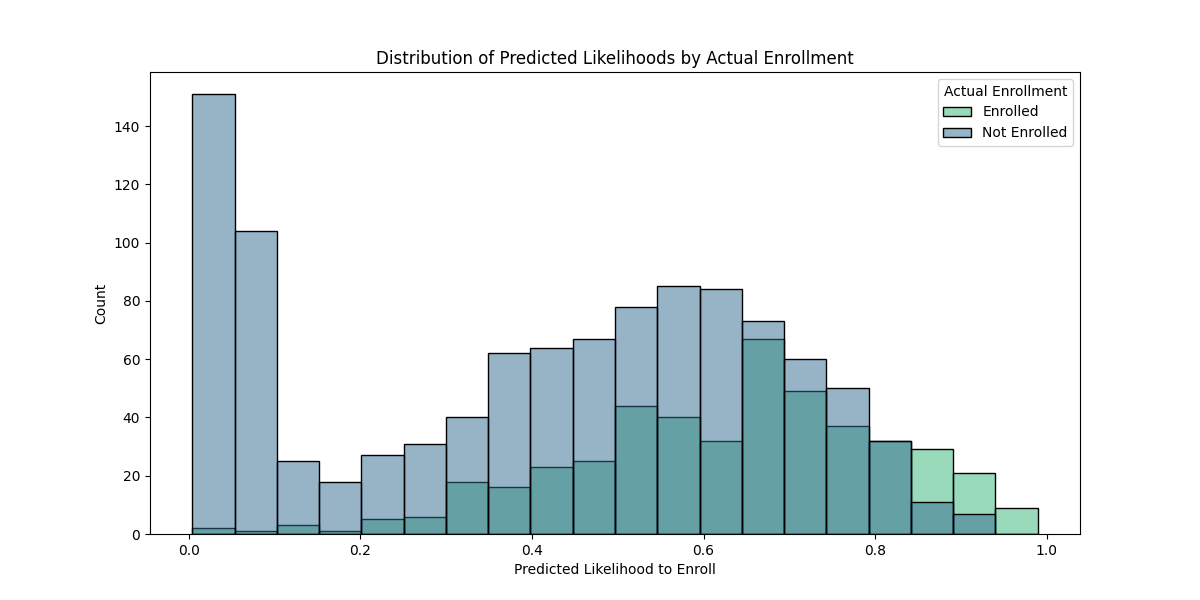 Distribution of Predicted Likelihoods by Actual Enrollment
Actual Enrollment
Enrolled
Not Enrolled
140
120
100
80
60
40
20
0
Count
0.0 0.2 0.4 0.6 0.8 1.0
Predicted Likelihood to Enroll